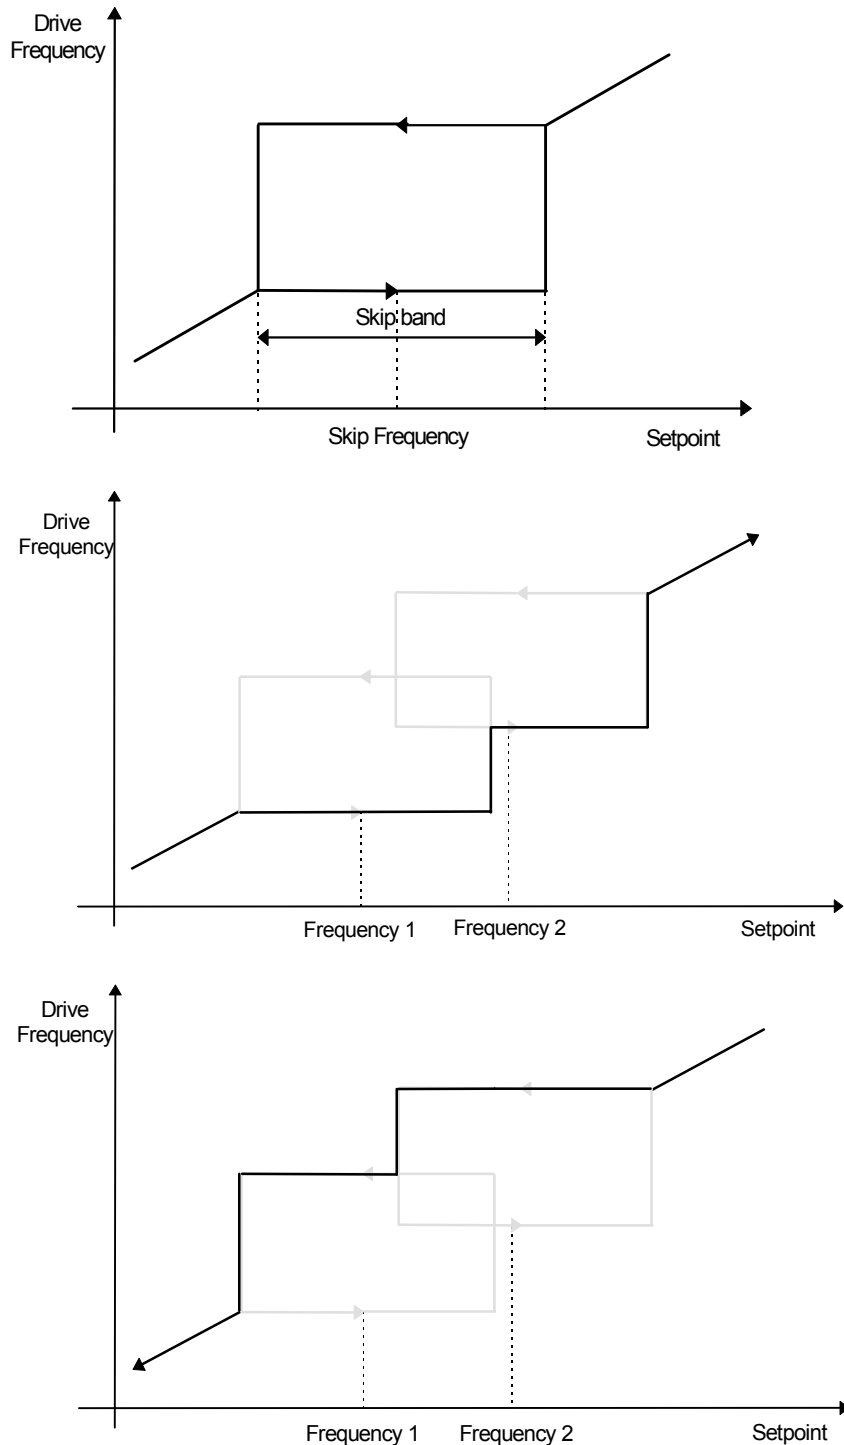 Drive
Frequency
Skip band
Skip Frequency
Setpoint
Drive
Frequency
Frequency 1
Frequency 2
Setpoint
Drive
Frequency
Frequency 1
Frequency 2
Setpoint